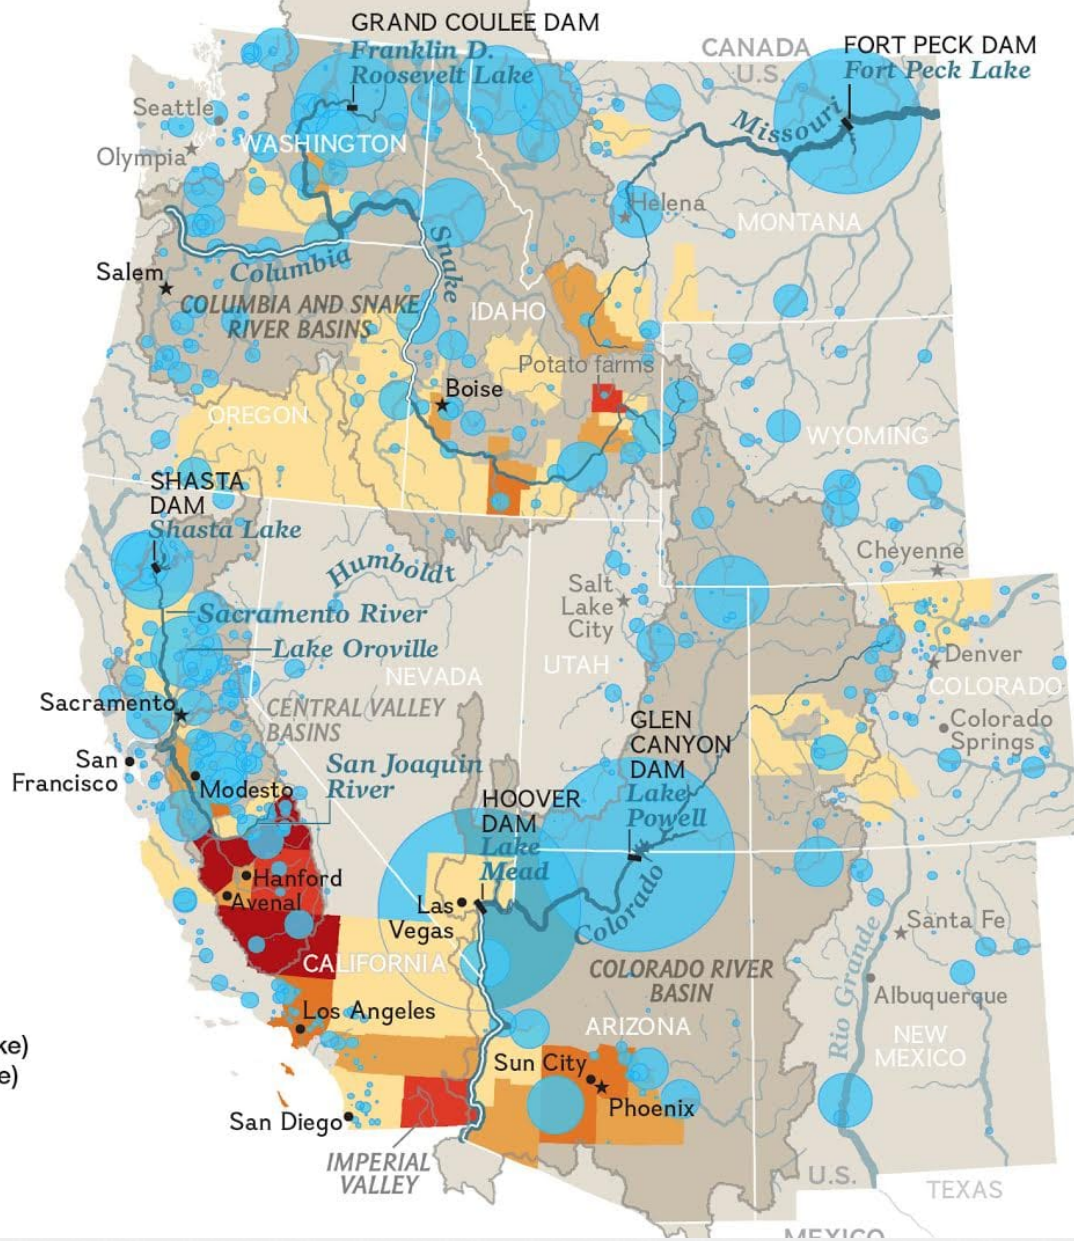 GRAND COULEE DAM
Franklin D.
Roosevelt Lake
CANADA
U.S.
FORT PECK DAM
Fort Peck Lake
Missouri
Seattle
WASHINGTON
Olympia
Helena
MONTANA
Snake
Columbia
Salem
COLUMBIA AND SNAKE
RIVER BASINS
IDAHO
Potato farms
Boise
OREGON
WYOMING
SHASTA
DAM
Shasta Lake
Humboldt
Cheyenne
Salt
Lake
City
Sacramento River
Lake Oroville
NEVADA
UTAH
Denver
COLORADO
Sacramento
CENTRAL VALLEY
BASINS
GLEN
CANYON
DAM
Lake
Powell
Colorado
Springs
San
Francisco
San Joaquin
River
Modesto
HOOVER
DAM
Lake
Mead
Hanford
Avenal
Las
Vegas
Colorado
Santa Fe
CALIFORNIA
COLORADO RIVER
BASIN
Rio Grande
Albuquerque
Los Angeles
ARIZONA
NEW
MEXICO
ke)
e)
Sun City
Phoenix
San Diego
IMPERIAL
VALLEY
U.S.
TEXAS
MEXICO